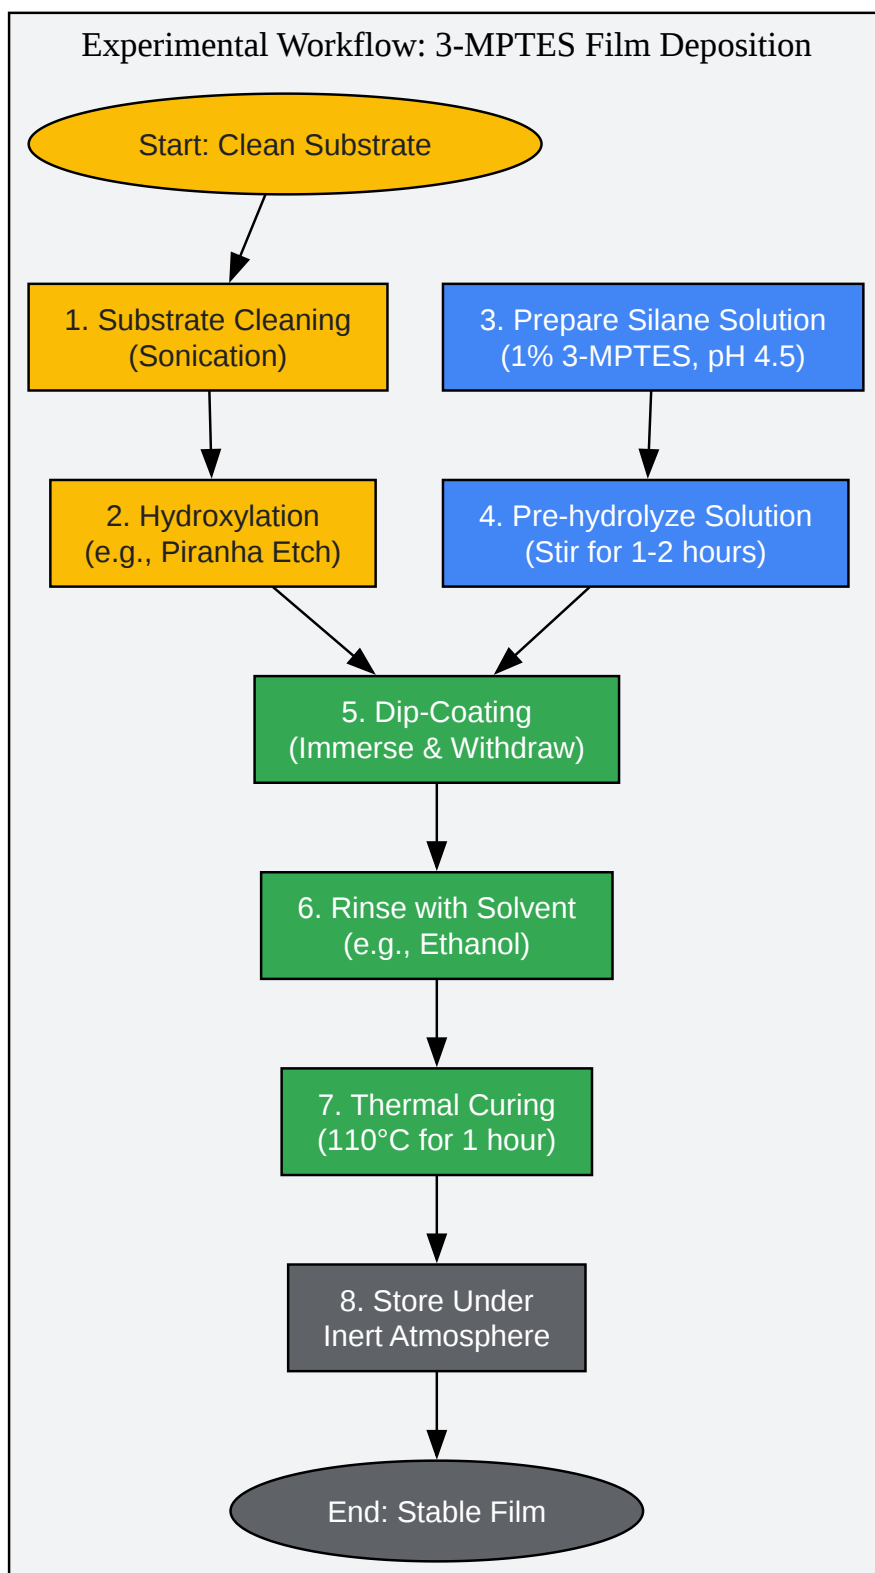 Experimental Workflow: 3-MPTES Film Deposition
Start: Clean Substrate
1. Substrate Cleaning
(Sonication)
3. Prepare Silane Solution
(1% 3-MPTES, pH 4.5)
2. Hydroxylation
(e.g., Piranha Etch)
4. Pre-hydrolyze Solution
(Stir for 1-2 hours)
5. Dip-Coating
(Immerse & Withdraw)
6. Rinse with Solvent
(e.g., Ethanol)
7. Thermal Curing
(110°C for 1 hour)
8. Store Under
Inert Atmosphere
End: Stable Film